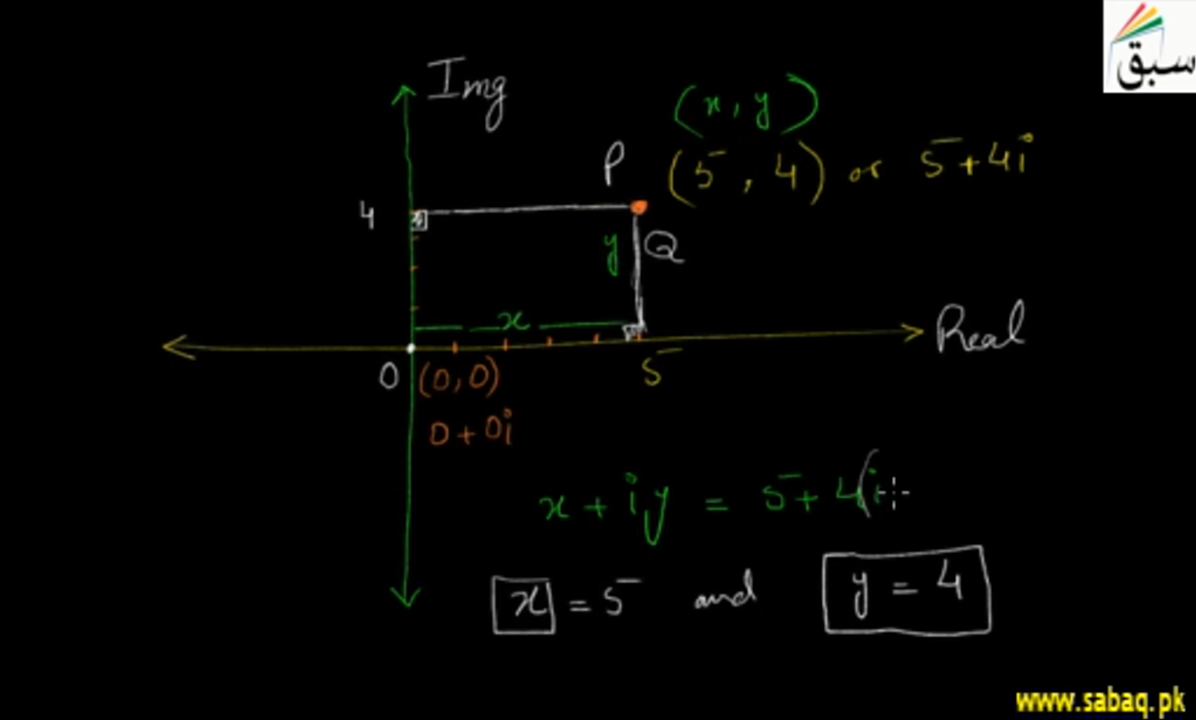 سبق
Img
(x, y)
P (5, 4) or 5+4i
4
y Q
x
Real
0 (0,0) 5
0+0i
x + iy = 5+4i
x = 5 and y = 4
www.sabaq.pk